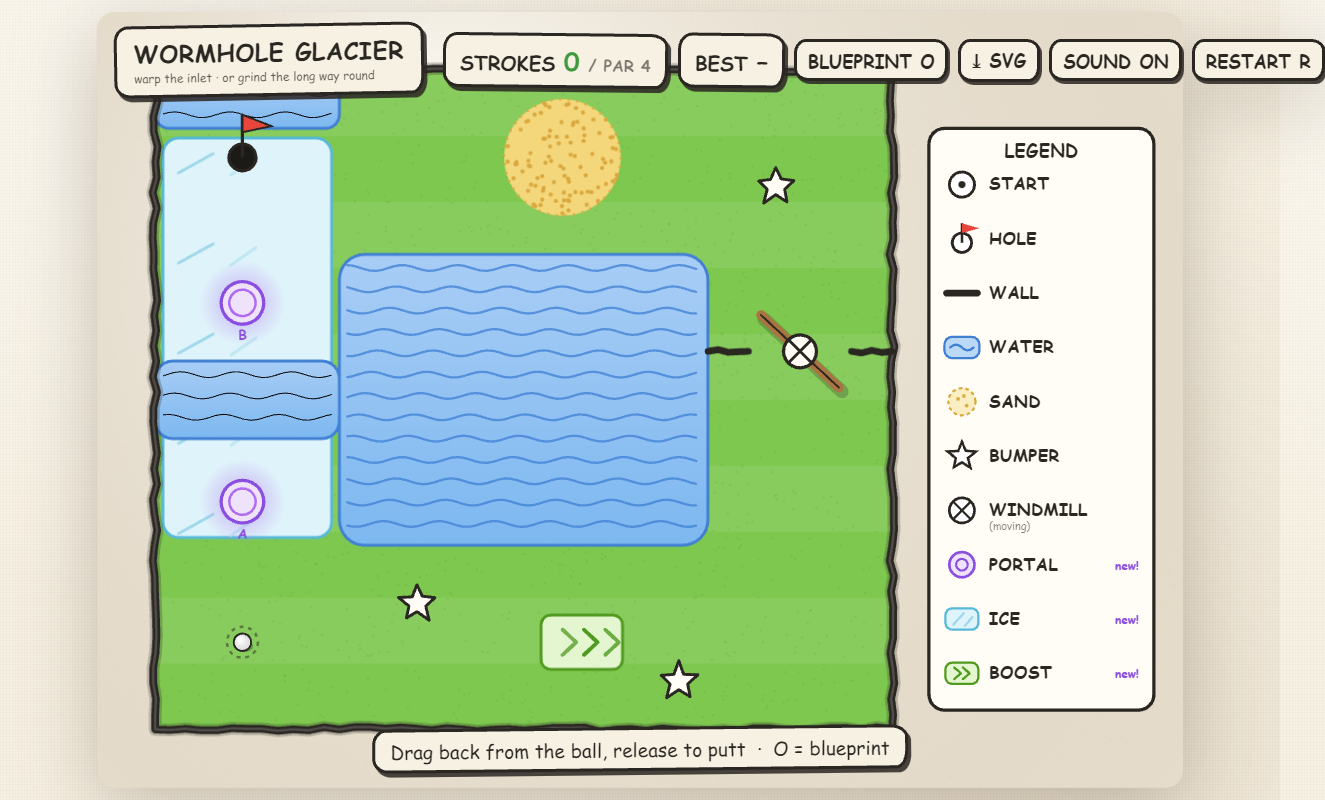 WORMHOLE GLACIER
warp the inlet · or grind the long way round
STROKES 0 / PAR 4
BEST –
BLUEPRINT O
⤓ SVG
SOUND ON
RESTART R
LEGEND
START
HOLE
WALL
WATER
SAND
BUMPER
WINDMILL
(moving)
PORTAL new!
ICE new!
BOOST new!
B
A
Drag back from the ball, release to putt · O = blueprint